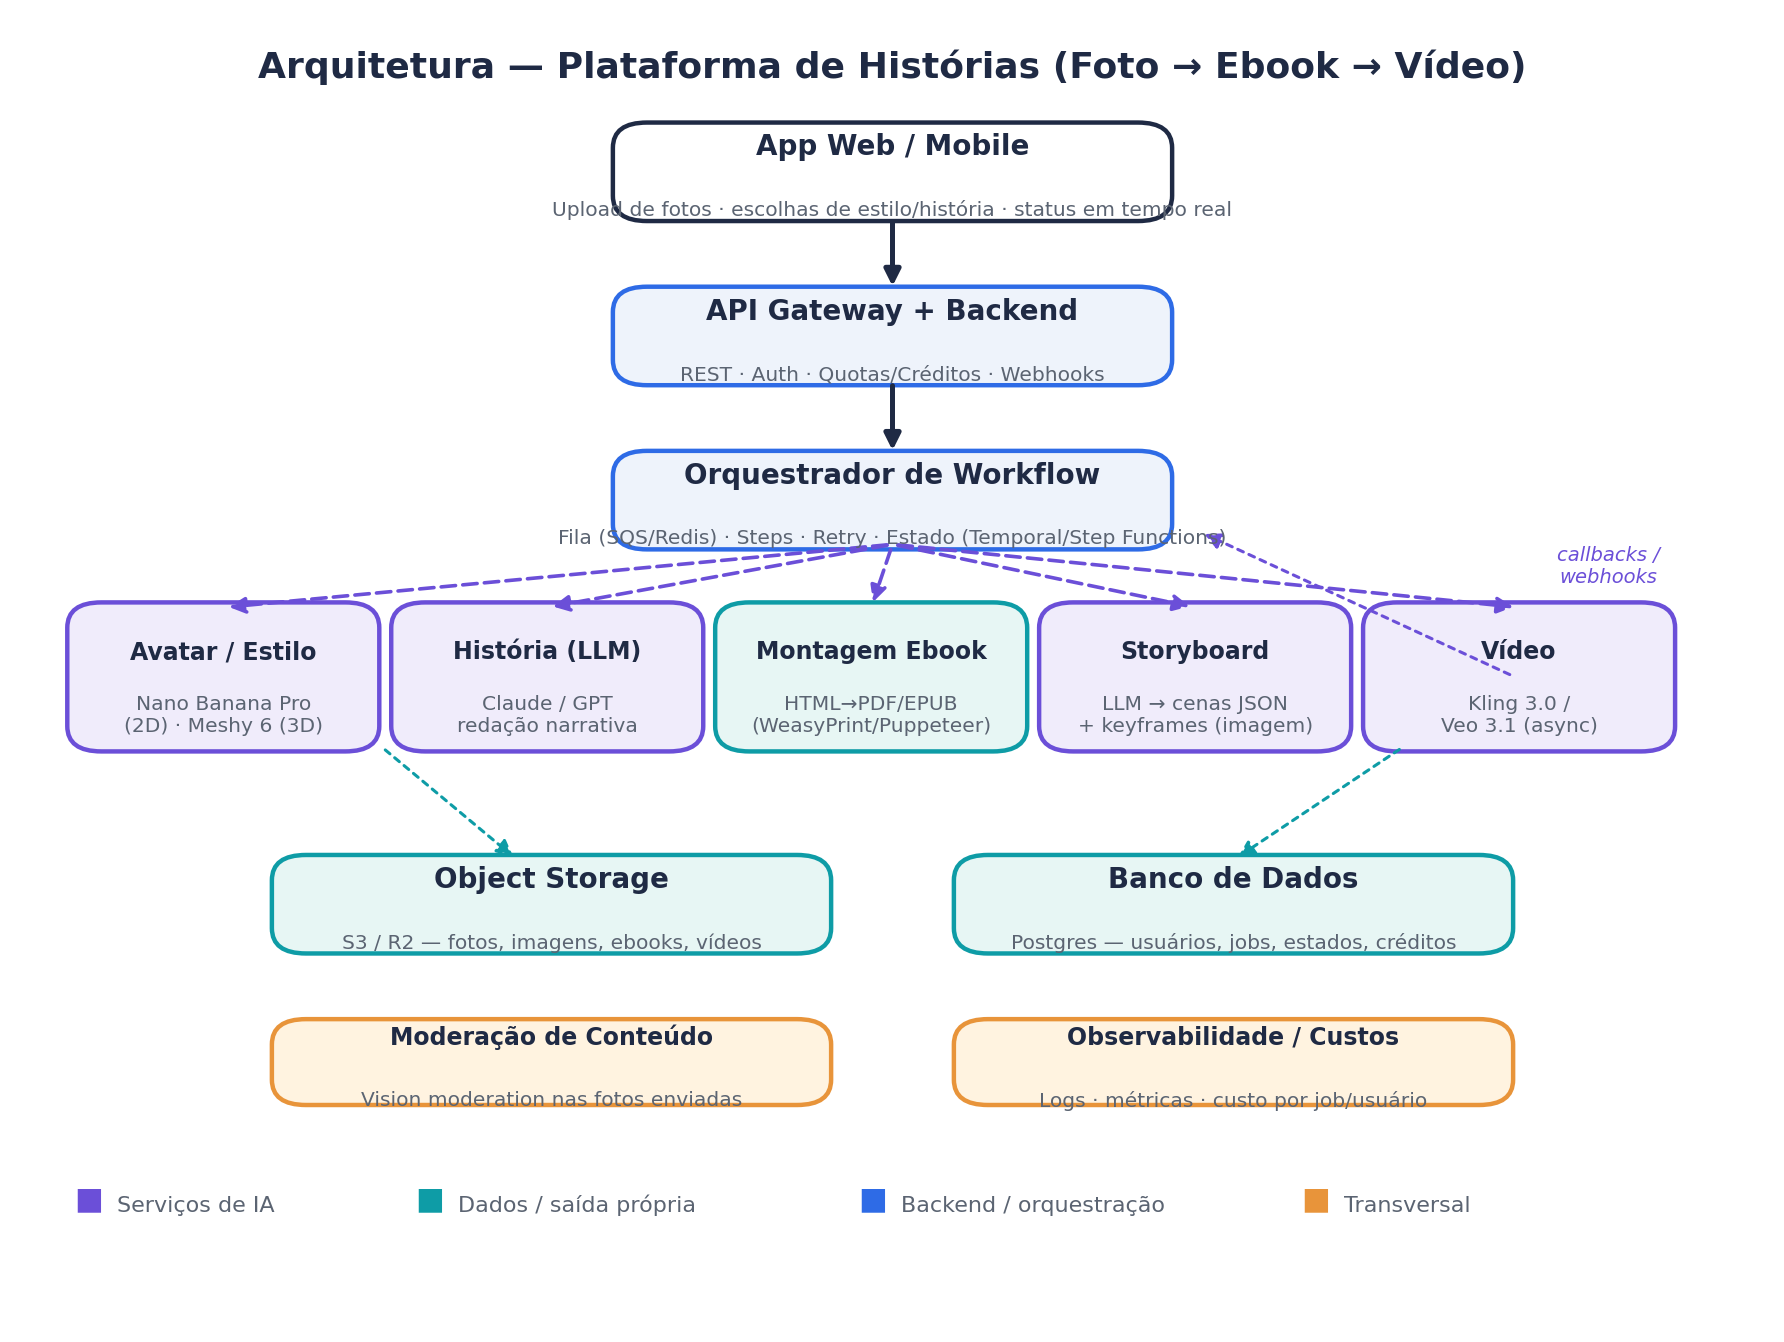 Arquitetura — Plataforma de Histórias (Foto → Ebook → Vídeo)
App Web / Mobile
Upload de fotos · escolhas de estilo/história · status em tempo real
API Gateway + Backend
REST · Auth · Quotas/Créditos · Webhooks
Orquestrador de Workflow
Fila (SQS/Redis) · Steps · Retry · Estado (Temporal/Step Functions)
callbacks /
webhooks
Avatar / Estilo
Nano Banana Pro
(2D) · Meshy 6 (3D)
História (LLM)
Claude / GPT
redação narrativa
Montagem Ebook
HTML→PDF/EPUB
(WeasyPrint/Puppeteer)
Storyboard
LLM → cenas JSON
+ keyframes (imagem)
Vídeo
Kling 3.0 /
Veo 3.1 (async)
Object Storage
S3 / R2 — fotos, imagens, ebooks, vídeos
Banco de Dados
Postgres — usuários, jobs, estados, créditos
Moderação de Conteúdo
Vision moderation nas fotos enviadas
Observabilidade / Custos
Logs · métricas · custo por job/usuário
Serviços de IA
Dados / saída própria
Backend / orquestração
Transversal